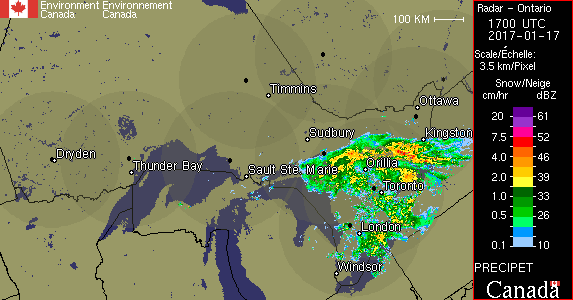 Environment Environnement
Canada Canada
Radar - Ontario
1700 UTC
2017-01-17
100 KM
Scale/Échelle:
3.5 km/Pixel
Snow/Neige
cm/hr dBZ
20 61
7.5 57
5.0 52
4.0 46
2.0 39
1.0 33
0.5 26
0.1 10
Timmins
Ottawa
Sudbury
Kingston
Dryden
Thunder Bay
Sault Ste. Marie
Orillia
Toronto
London
Windsor
PRECIPET
Canada